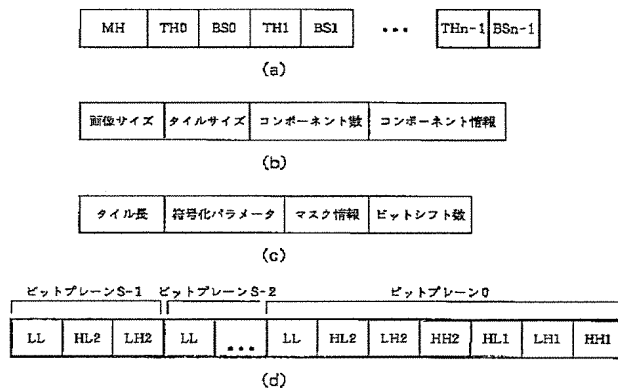 MH TH0 BS0 TH1 BS1 ••• THn-1 BSn-1
(a)
画像サイズ タイルサイズ コンポーネント数 コンポーネント情報
(b)
タイル長 符号化パラメータ マスク情報 ビットシフト数
(c)
ビットプレーンS-1 ビットプレーンS-2 ビットプレーン0
LL HL2 LH2 LL ••• LL HL2 LH2 HH2 HL1 LH1 HH1
(d)